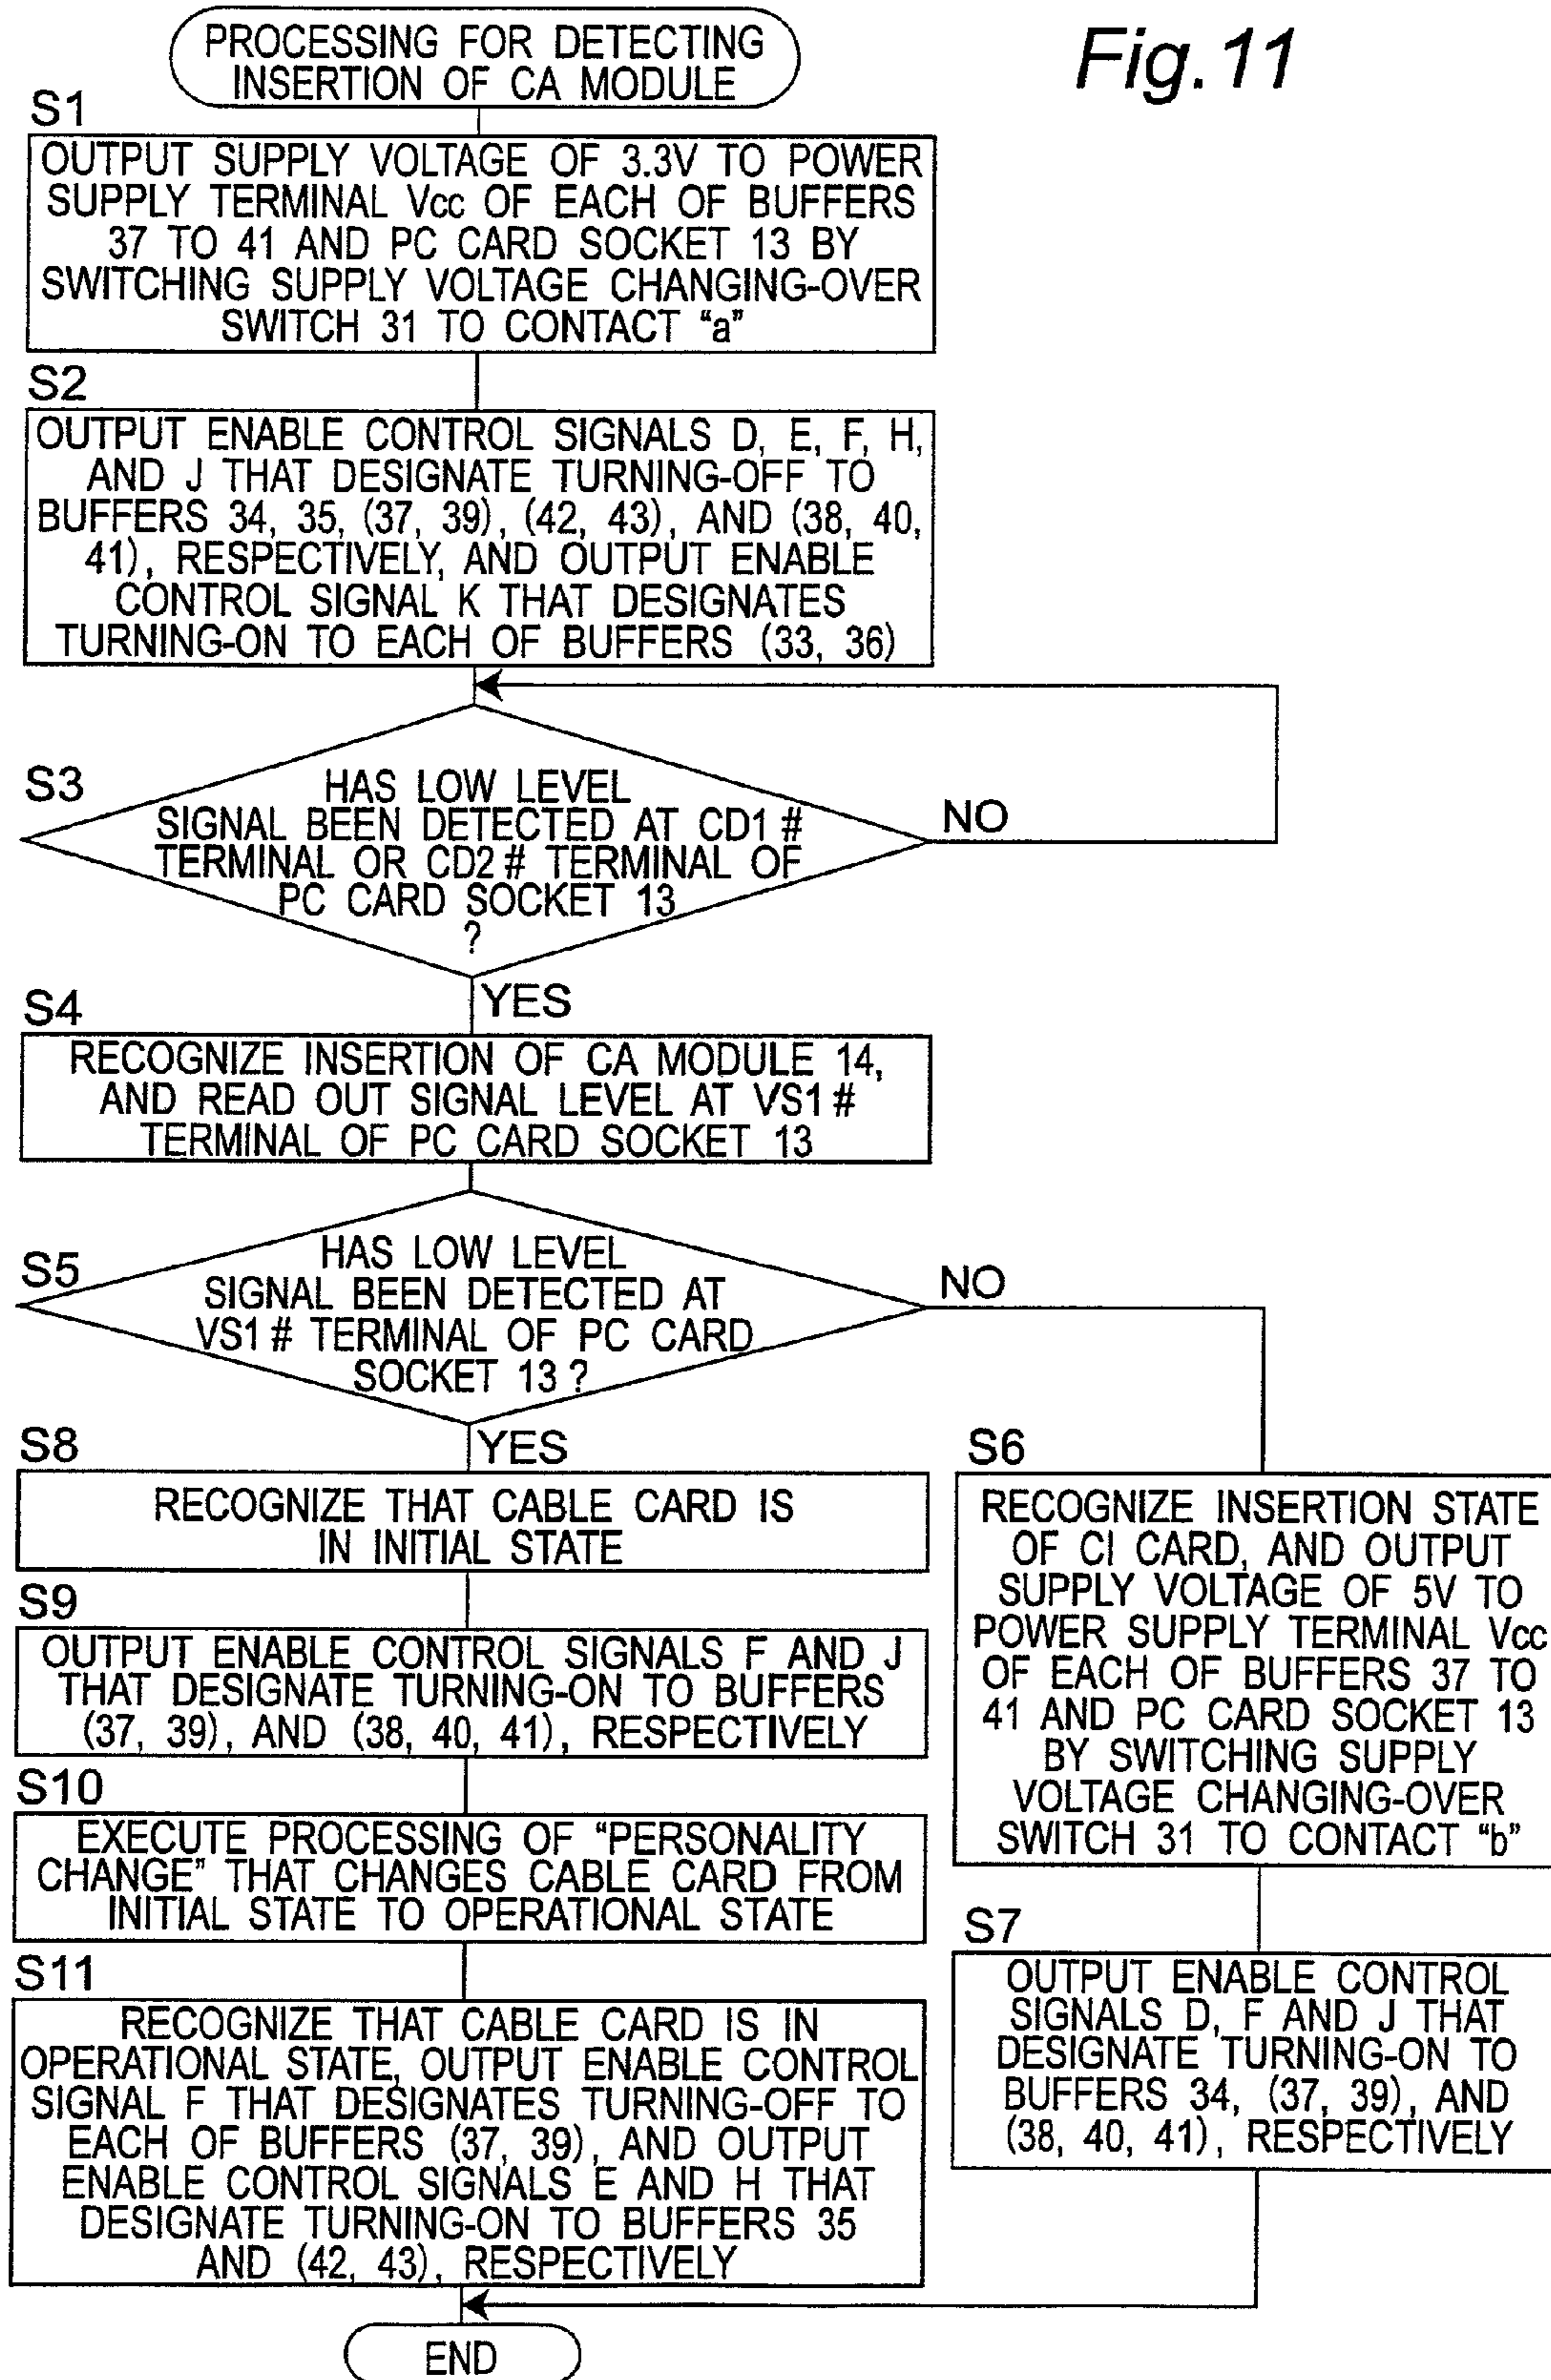 Fig.11
PROCESSING FOR DETECTING
INSERTION OF CA MODULE
S1
OUTPUT SUPPLY VOLTAGE OF 3.3V TO POWER
SUPPLY TERMINAL Vcc OF EACH OF BUFFERS
37 TO 41 AND PC CARD SOCKET 13 BY
SWITCHING SUPPLY VOLTAGE CHANGING-OVER
SWITCH 31 TO CONTACT "a"
S2
OUTPUT ENABLE CONTROL SIGNALS D, E, F, H,
AND J THAT DESIGNATE TURNING-OFF TO
BUFFERS 34, 35, (37, 39), (42, 43), AND (38, 40,
41), RESPECTIVELY, AND OUTPUT ENABLE
CONTROL SIGNAL K THAT DESIGNATES
TURNING-ON TO EACH OF BUFFERS (33, 36)
S3
HAS LOW LEVEL
SIGNAL BEEN DETECTED AT CD1 #
TERMINAL OR CD2 # TERMINAL OF
PC CARD SOCKET 13
?
NO
YES
S4
RECOGNIZE INSERTION OF CA MODULE 14,
AND READ OUT SIGNAL LEVEL AT VS1 #
TERMINAL OF PC CARD SOCKET 13
S5
HAS LOW LEVEL
SIGNAL BEEN DETECTED AT
VS1 # TERMINAL OF PC CARD
SOCKET 13 ?
NO
YES
S8
RECOGNIZE THAT CABLE CARD IS
IN INITIAL STATE
S9
OUTPUT ENABLE CONTROL SIGNALS F AND J
THAT DESIGNATE TURNING-ON TO BUFFERS
(37, 39), AND (38, 40, 41), RESPECTIVELY
S10
EXECUTE PROCESSING OF "PERSONALITY
CHANGE" THAT CHANGES CABLE CARD FROM
INITIAL STATE TO OPERATIONAL STATE
S11
RECOGNIZE THAT CABLE CARD IS IN
OPERATIONAL STATE, OUTPUT ENABLE CONTROL
SIGNAL F THAT DESIGNATES TURNING-OFF TO
EACH OF BUFFERS (37, 39), AND OUTPUT
ENABLE CONTROL SIGNALS E AND H THAT
DESIGNATE TURNING-ON TO BUFFERS 35
AND (42, 43), RESPECTIVELY
S6
RECOGNIZE INSERTION STATE
OF CI CARD, AND OUTPUT
SUPPLY VOLTAGE OF 5V TO
POWER SUPPLY TERMINAL Vcc
OF EACH OF BUFFERS 37 TO
41 AND PC CARD SOCKET 13
BY SWITCHING SUPPLY
VOLTAGE CHANGING-OVER
SWITCH 31 TO CONTACT "b"
S7
OUTPUT ENABLE CONTROL
SIGNALS D, F AND J THAT
DESIGNATE TURNING-ON TO
BUFFERS 34, (37, 39), AND
(38, 40, 41), RESPECTIVELY
END